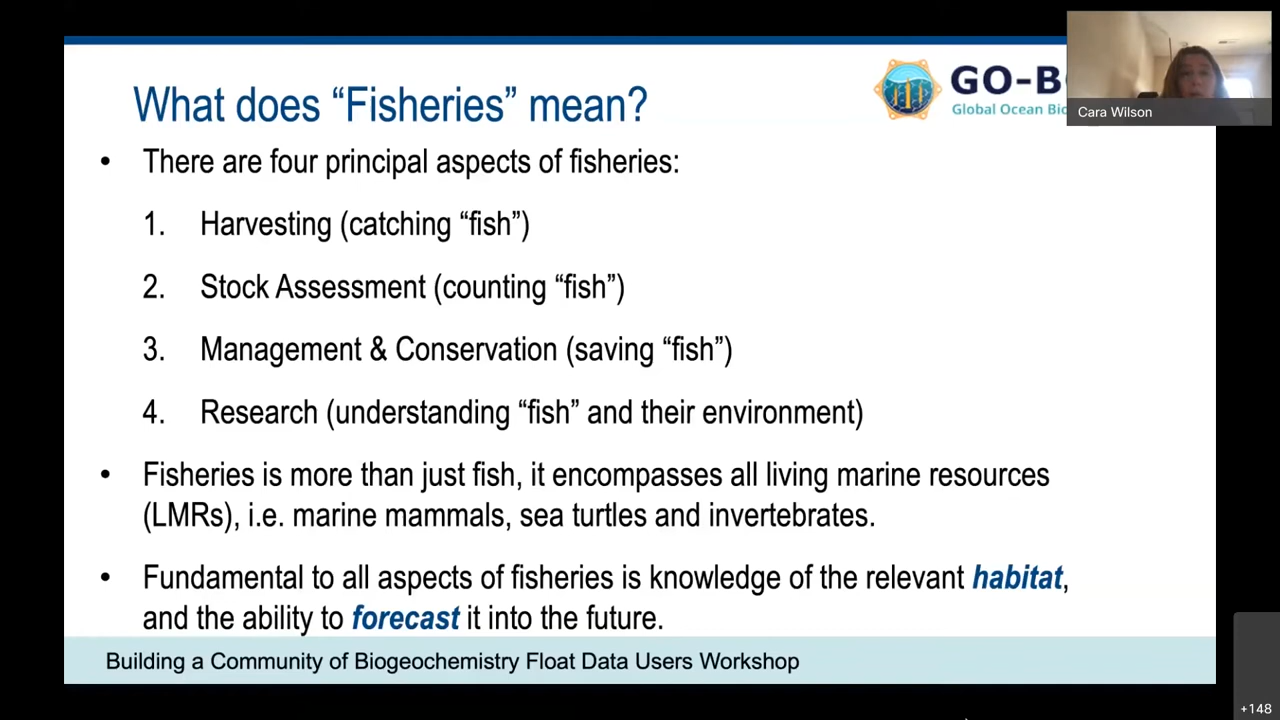 What does “Fisheries” mean?
GO-B
Global Ocean Bio
Cara Wilson
• There are four principal aspects of fisheries:
1. Harvesting (catching “fish”)
2. Stock Assessment (counting “fish”)
3. Management & Conservation (saving “fish”)
4. Research (understanding “fish” and their environment)
• Fisheries is more than just fish, it encompasses all living marine resources
(LMRs), i.e. marine mammals, sea turtles and invertebrates.
• Fundamental to all aspects of fisheries is knowledge of the relevant habitat,
and the ability to forecast it into the future.
Building a Community of Biogeochemistry Float Data Users Workshop
+148